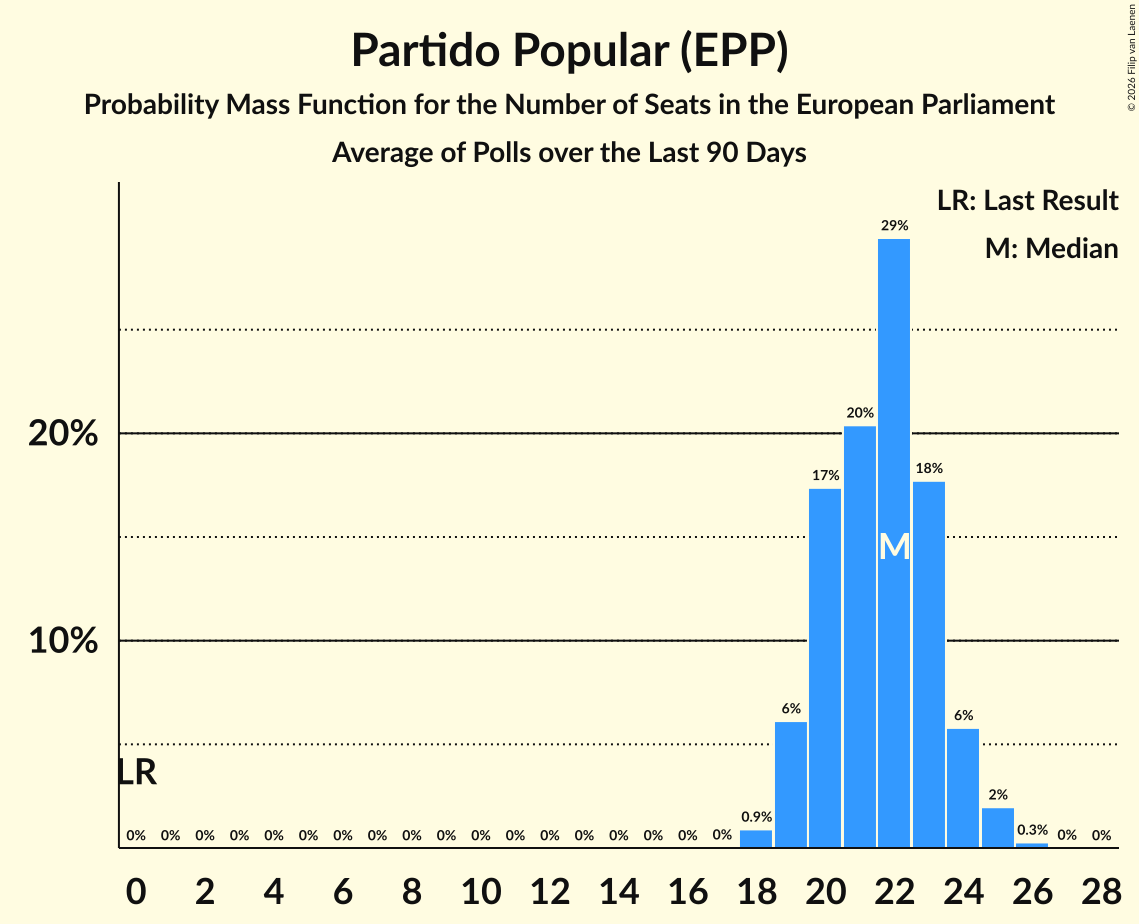 Partido Popular (EPP)
Probability Mass Function for the Number of Seats in the European Parliament
Average of Polls over the Last 90 Days
© 2026 Filip van Laenen
LR: Last Result
M: Median
29%
20%
20%
18%
17%
M
10%
6%
6%
LR
2%
0.9%
0.3%
0% 0% 0% 0% 0% 0% 0% 0% 0% 0% 0% 0% 0% 0% 0% 0% 0% 0% 0% 0%
0 2 4 6 8 10 12 14 16 18 20 22 24 26 28